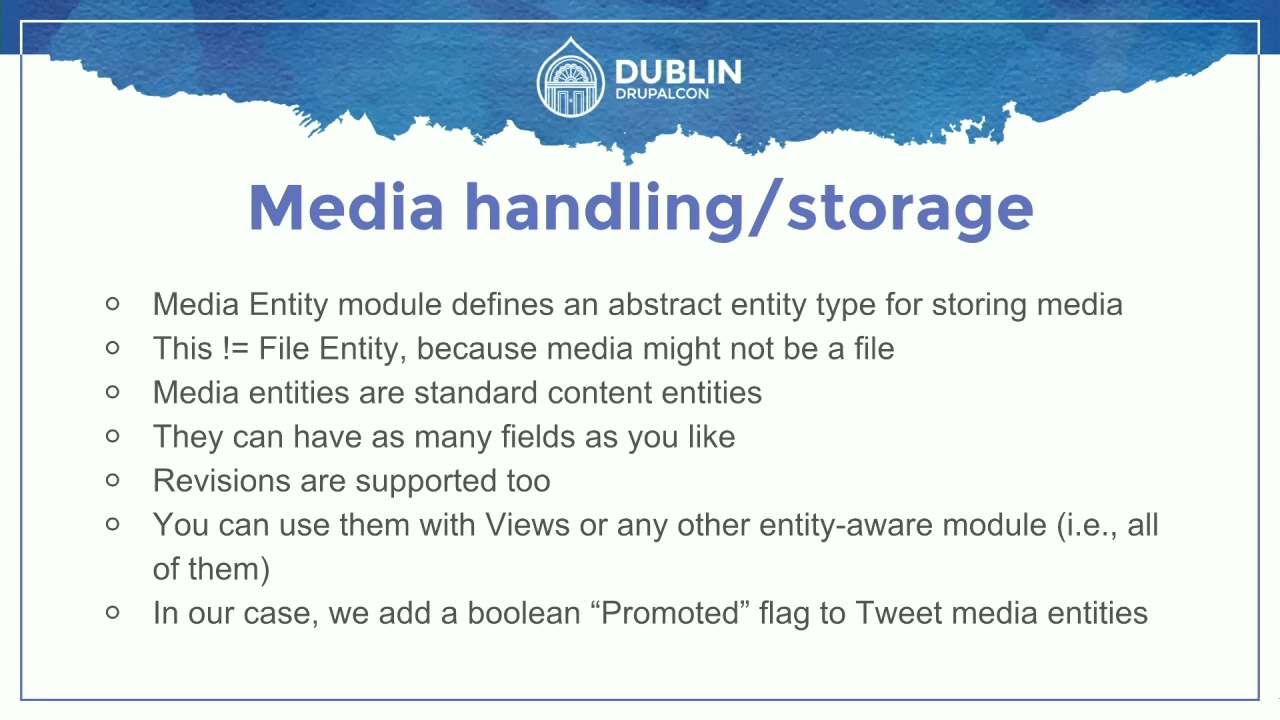 DUBLIN
DRUPALCON
Media handling/storage
Media Entity module defines an abstract entity type for storing media
This != File Entity, because media might not be a file
Media entities are standard content entities
They can have as many fields as you like
Revisions are supported too
You can use them with Views or any other entity-aware module (i.e., all
of them)
In our case, we add a boolean “Promoted” flag to Tweet media entities